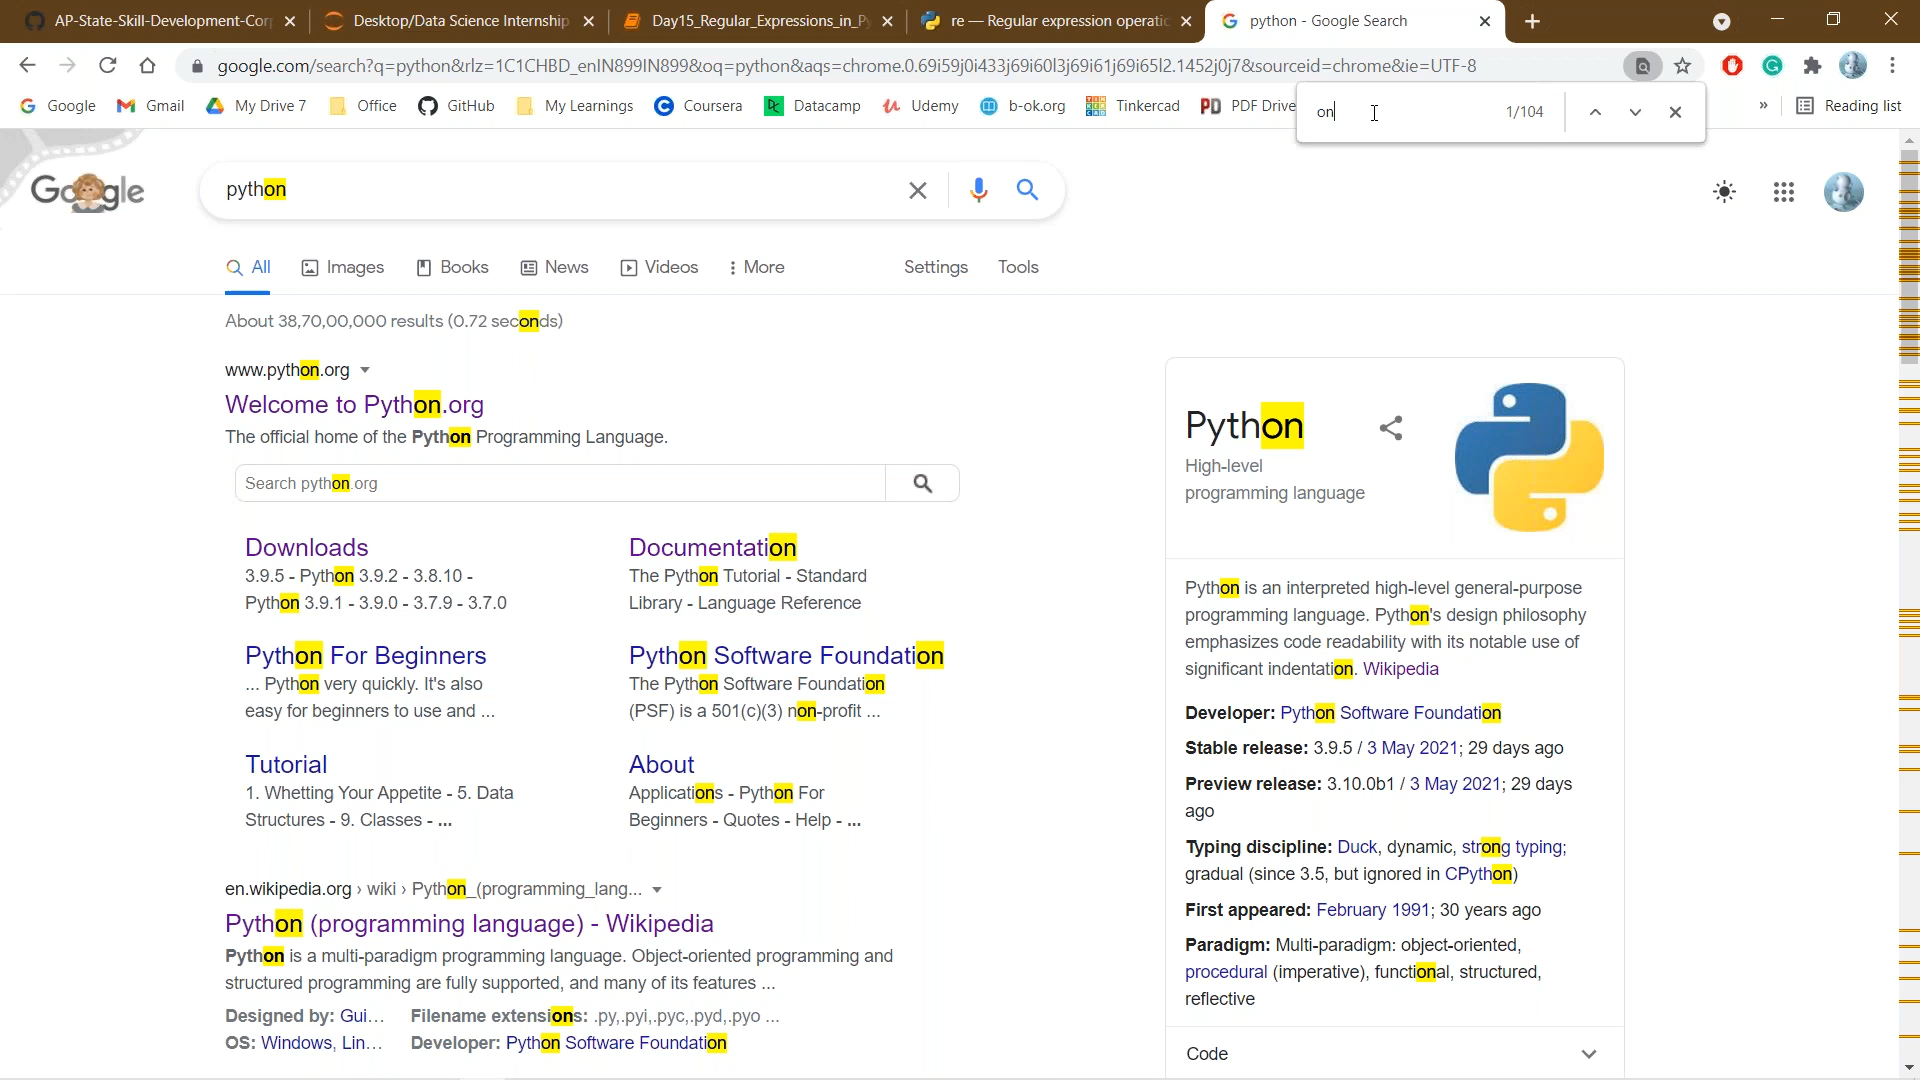 AP-State-Skill-Development-Cor
Desktop/Data Science Internship
Day15_Regular_Expressions_in_P
re — Regular expression operatic
python - Google Search
google.com/search?q=python&rlz=1C1CHBD_enIN899IN899&oq=python&aqs=chrome.0.69i59j0i433j69i60l3j69i61j69i65l2.1452j0j7&sourceid=chrome&ie=UTF-8
Google
Gmail
My Drive 7
Office
GitHub
My Learnings
Coursera
Datacamp
Udemy
b-ok.org
Tinkercad
PDF Drive
» Reading list
on 1/104
Google
python
All Images Books News Videos More Settings Tools
About 38,70,00,000 results (0.72 seconds)
www.python.org
Welcome to Python.org
The official home of the Python Programming Language.
Search python.org
Downloads
3.9.5 - Python 3.9.2 - 3.8.10 -
Python 3.9.1 - 3.9.0 - 3.7.9 - 3.7.0
Documentation
The Python Tutorial - Standard
Library - Language Reference
Python For Beginners
... Python very quickly. It's also
easy for beginners to use and ...
Python Software Foundation
The Python Software Foundation
(PSF) is a 501(c)(3) non-profit ...
Tutorial
1. Whetting Your Appetite - 5. Data
Structures - 9. Classes - ...
About
Applications - Python For
Beginners - Quotes - Help - ...
en.wikipedia.org › wiki › Python_(programming_lang...
Python (programming language) - Wikipedia
Python is a multi-paradigm programming language. Object-oriented programming and
structured programming are fully supported, and many of its features ...
Designed by: Gui... Filename extensions: .py,.pyi,.pyc,.pyd,.pyo ...
OS: Windows, Lin... Developer: Python Software Foundation
Python
High-level
programming language
Python is an interpreted high-level general-purpose
programming language. Python's design philosophy
emphasizes code readability with its notable use of
significant indentation. Wikipedia
Developer: Python Software Foundation
Stable release: 3.9.5 / 3 May 2021; 29 days ago
Preview release: 3.10.0b1 / 3 May 2021; 29 days
ago
Typing discipline: Duck, dynamic, strong typing;
gradual (since 3.5, but ignored in CPython)
First appeared: February 1991; 30 years ago
Paradigm: Multi-paradigm: object-oriented,
procedural (imperative), functional, structured,
reflective
Code